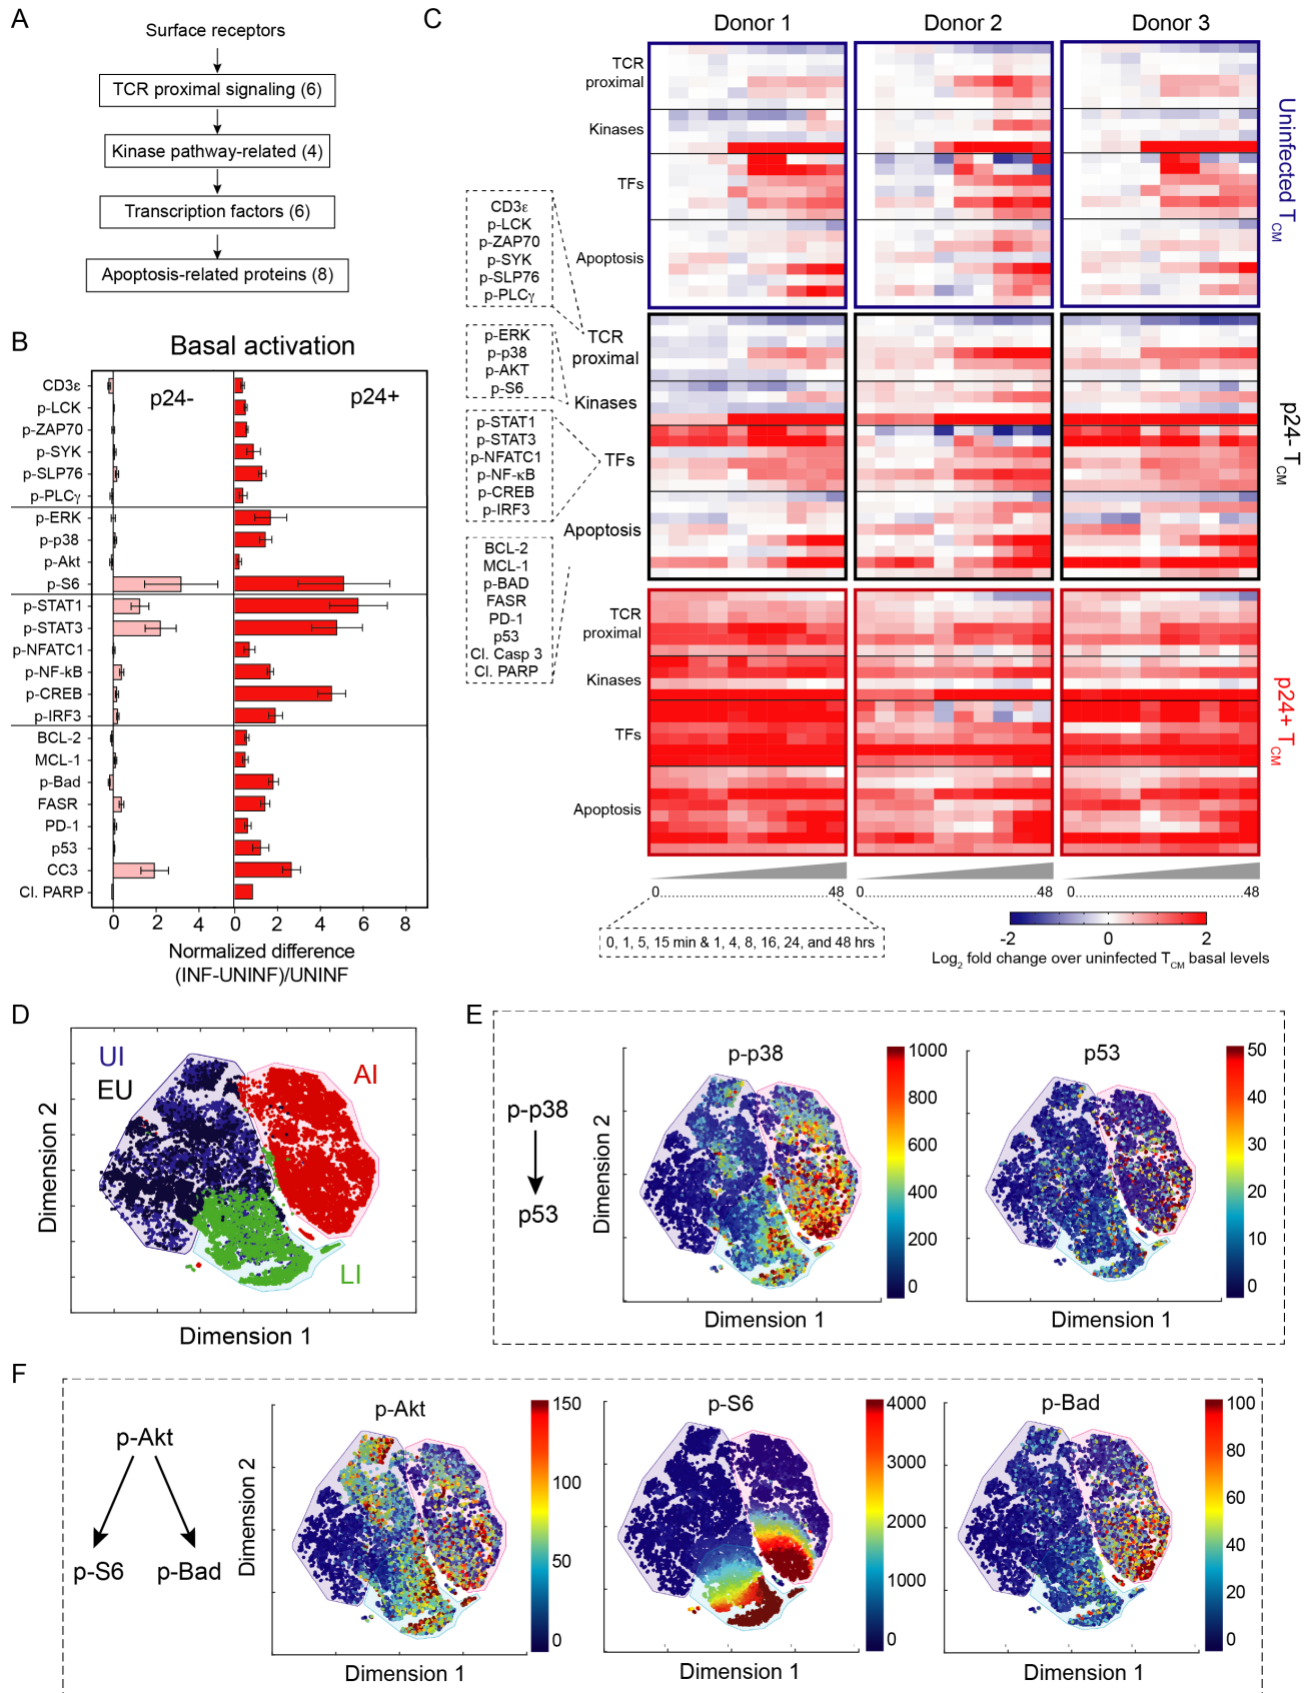 A
Surface receptors
TCR proximal signaling (6)
Kinase pathway-related (4)
Transcription factors (6)
Apoptosis-related proteins (8)
B
Basal activation
p24-
p24+
CD3ε
p-LCK
p-ZAP70
p-SYK
p-SLP76
p-PLCγ
p-ERK
p-p38
p-Akt
p-S6
p-STAT1
p-STAT3
p-NFATC1
p-NF-kB
p-CREB
p-IRF3
BCL-2
MCL-1
p-Bad
FASR
PD-1
p53
CC3
Cl. PARP
0 2 4 0 2 4 6 8
Normalized difference
(INF-UNINF)/UNINF
C
Donor 1 Donor 2 Donor 3
TCR
proximal
Kinases
TFs
Apoptosis
Uninfected TCM
CD3ε
p-LCK
p-ZAP70
p-SYK
p-SLP76
p-PLCγ
p-ERK
p-p38
p-AKT
p-S6
p-STAT1
p-STAT3
p-NFATC1
p-NF-κB
p-CREB
p-IRF3
BCL-2
MCL-1
p-BAD
FASR
PD-1
p53
Cl. Casp 3
Cl. PARP
TCR
proximal
Kinases
TFs
Apoptosis
p24- TCM
TCR
proximal
Kinases
TFs
Apoptosis
p24+ TCM
0 48 0 48 0 48
0, 1, 5, 15 min & 1, 4, 8, 16, 24, and 48 hrs
-2 0 2
Log2 fold change over uninfected TCM basal levels
D
UI
EU
AI
LI
Dimension 2
Dimension 1
E
p-p38
p53
p-p38
Dimension 2
Dimension 1
1000
800
600
400
200
0
p53
Dimension 1
50
40
30
20
10
0
F
p-Akt
p-S6 p-Bad
p-Akt
Dimension 2
Dimension 1
150
100
50
0
p-S6
Dimension 1
4000
3000
2000
1000
0
p-Bad
Dimension 1
100
80
60
40
20
0